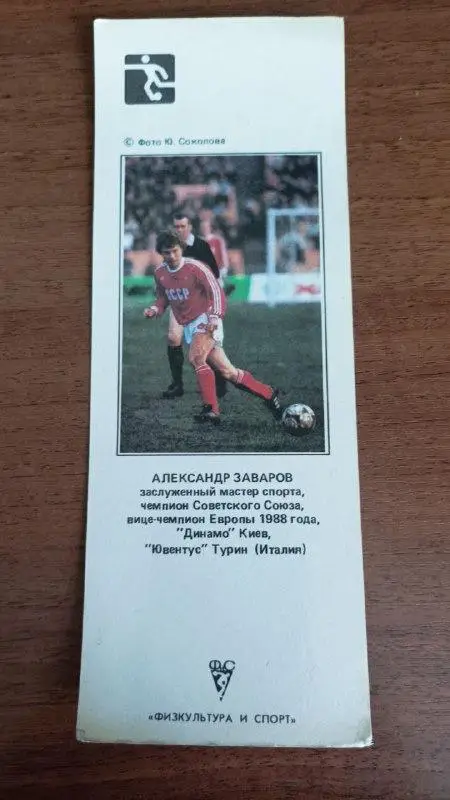 © Фото Ю. Соколова
СССР
АЛЕКСАНДР ЗАВАРОВ
заслуженный мастер спорта,
чемпион Советского Союза,
вице-чемпион Европы 1988 года,
"Динамо" Киев,
"Ювентус" Турин (Италия)
ФиС
«ФИЗКУЛЬТУРА И СПОРТ»